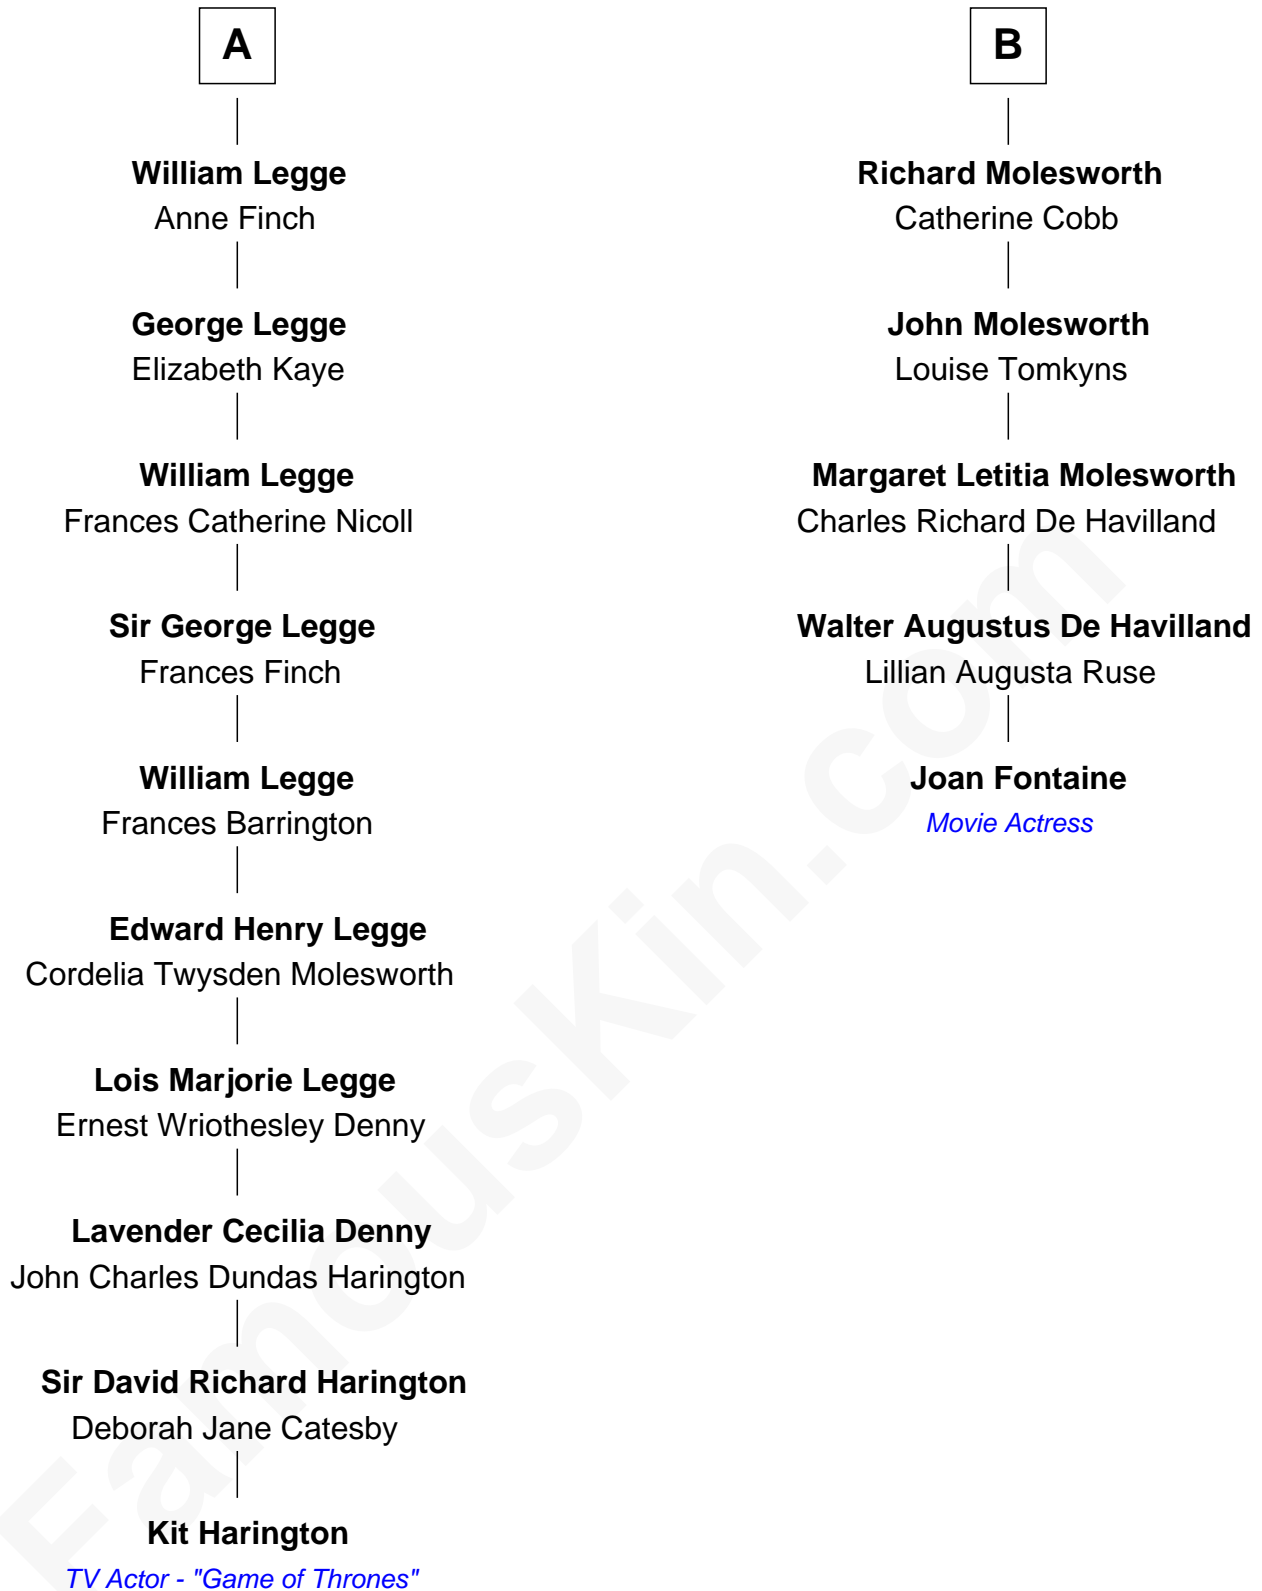 A
William Legge
Anne Finch
George Legge
Elizabeth Kaye
William Legge
Frances Catherine Nicoll
Sir George Legge
Frances Finch
William Legge
Frances Barrington
Edward Henry Legge
Cordelia Twysden Molesworth
Lois Marjorie Legge
Ernest Wriothesley Denny
Lavender Cecilia Denny
John Charles Dundas Harington
Sir David Richard Harington
Deborah Jane Catesby
Kit Harington
TV Actor - "Game of Thrones"
B
Richard Molesworth
Catherine Cobb
John Molesworth
Louise Tomkyns
Margaret Letitia Molesworth
Charles Richard De Havilland
Walter Augustus De Havilland
Lillian Augusta Ruse
Joan Fontaine
Movie Actress
FamousKin.com